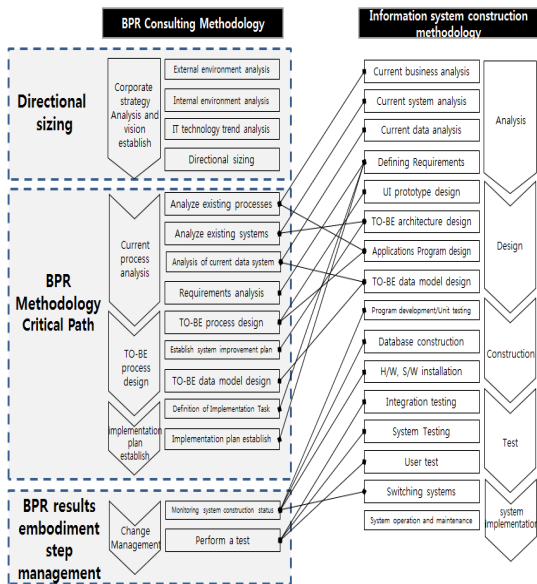 BPR Consulting Methodology
Information system construction
methodology
Directional
sizing
Corporate
strategy
Analysis and
vision
establish
External environment analysis
Internal environment analysis
IT technology trend analysis
Directional sizing
BPR
Methodology
Critical Path
Current
process
analysis
TO-BE
process
design
implementation
plan
establish
Analyze existing processes
Analyze existing systems
Analysis of current data system
Requirements analysis
TO-BE process design
Establish system improvement plan
TO-BE data model design
Definition of Implementation Task
Implementation plan establish
BPR results
embodiment
step
management
Change
Management
Monitoring system construction status
Perform a test
Current business analysis
Current system analysis
Current data analysis
Defining Requirements
UI prototype design
TO-BE architecture design
Applications Program design
TO-BE data model design
Program development/Unit testing
Database construction
H/W, S/W installation
Integration testing
System Testing
User test
Switching systems
System operation and maintenance
Analysis
Design
Construction
Test
system
implementation